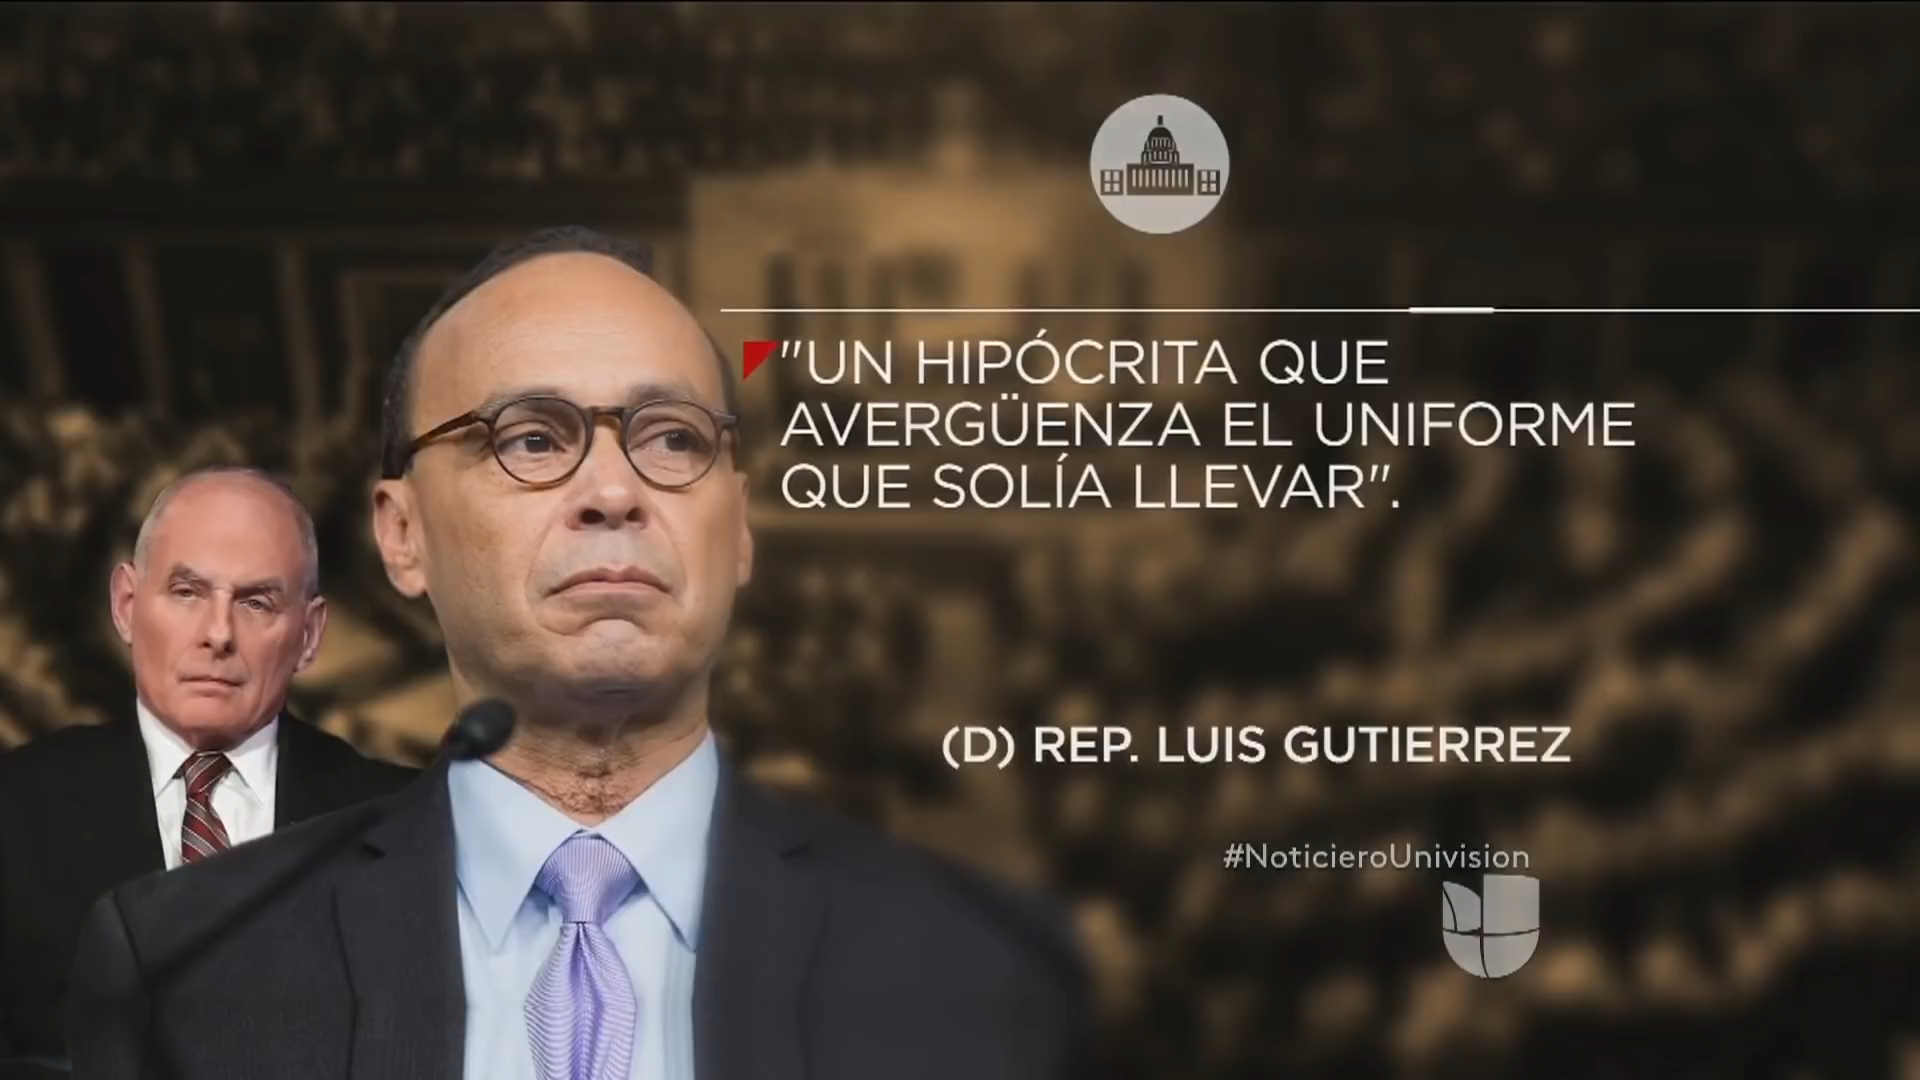 "UN HIPÓCRITA QUE
AVERGÜENZA EL UNIFORME
QUE SOLÍA LLEVAR".
(D) REP. LUIS GUTIERREZ
#NoticieroUnivision